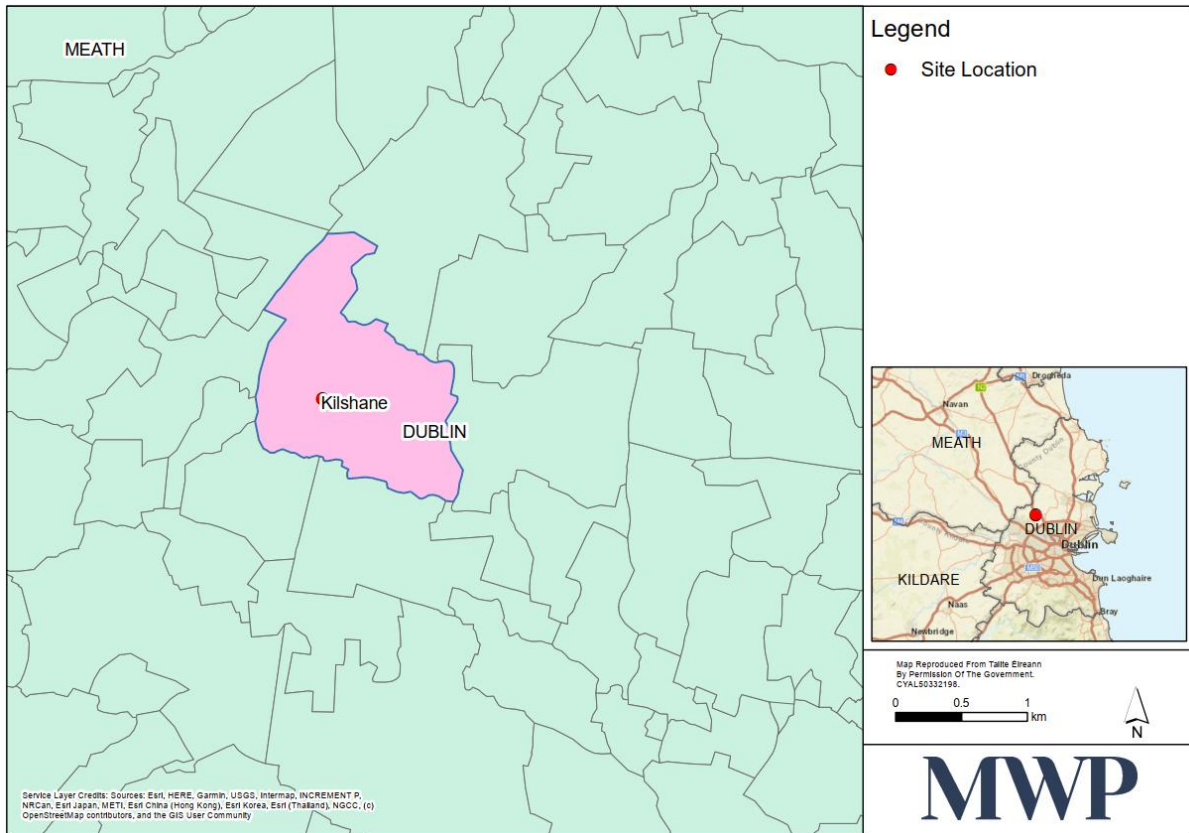 MEATH
Kilshane
DUBLIN
Service Layer Credits: Sources: Esri, HERE, Garmin, USGS, Intermap, INCREMENT P,
NRCan, Esri Japan, METI, Esri China (Hong Kong), Esri Korea, Esri (Thailand), NGCC, (c)
OpenStreetMap contributors, and the GIS User Community
Legend
Site Location
Drogheda
Navan
MEATH
County Dublin
DUBLIN
Dublin
KILDARE
Dun Laoghaire
Naas
Bray
Newbridge
Map Reproduced From Tailte Éireann
By Permission Of The Government.
CYAL50332198.
0 0.5 1
km
N
MWP